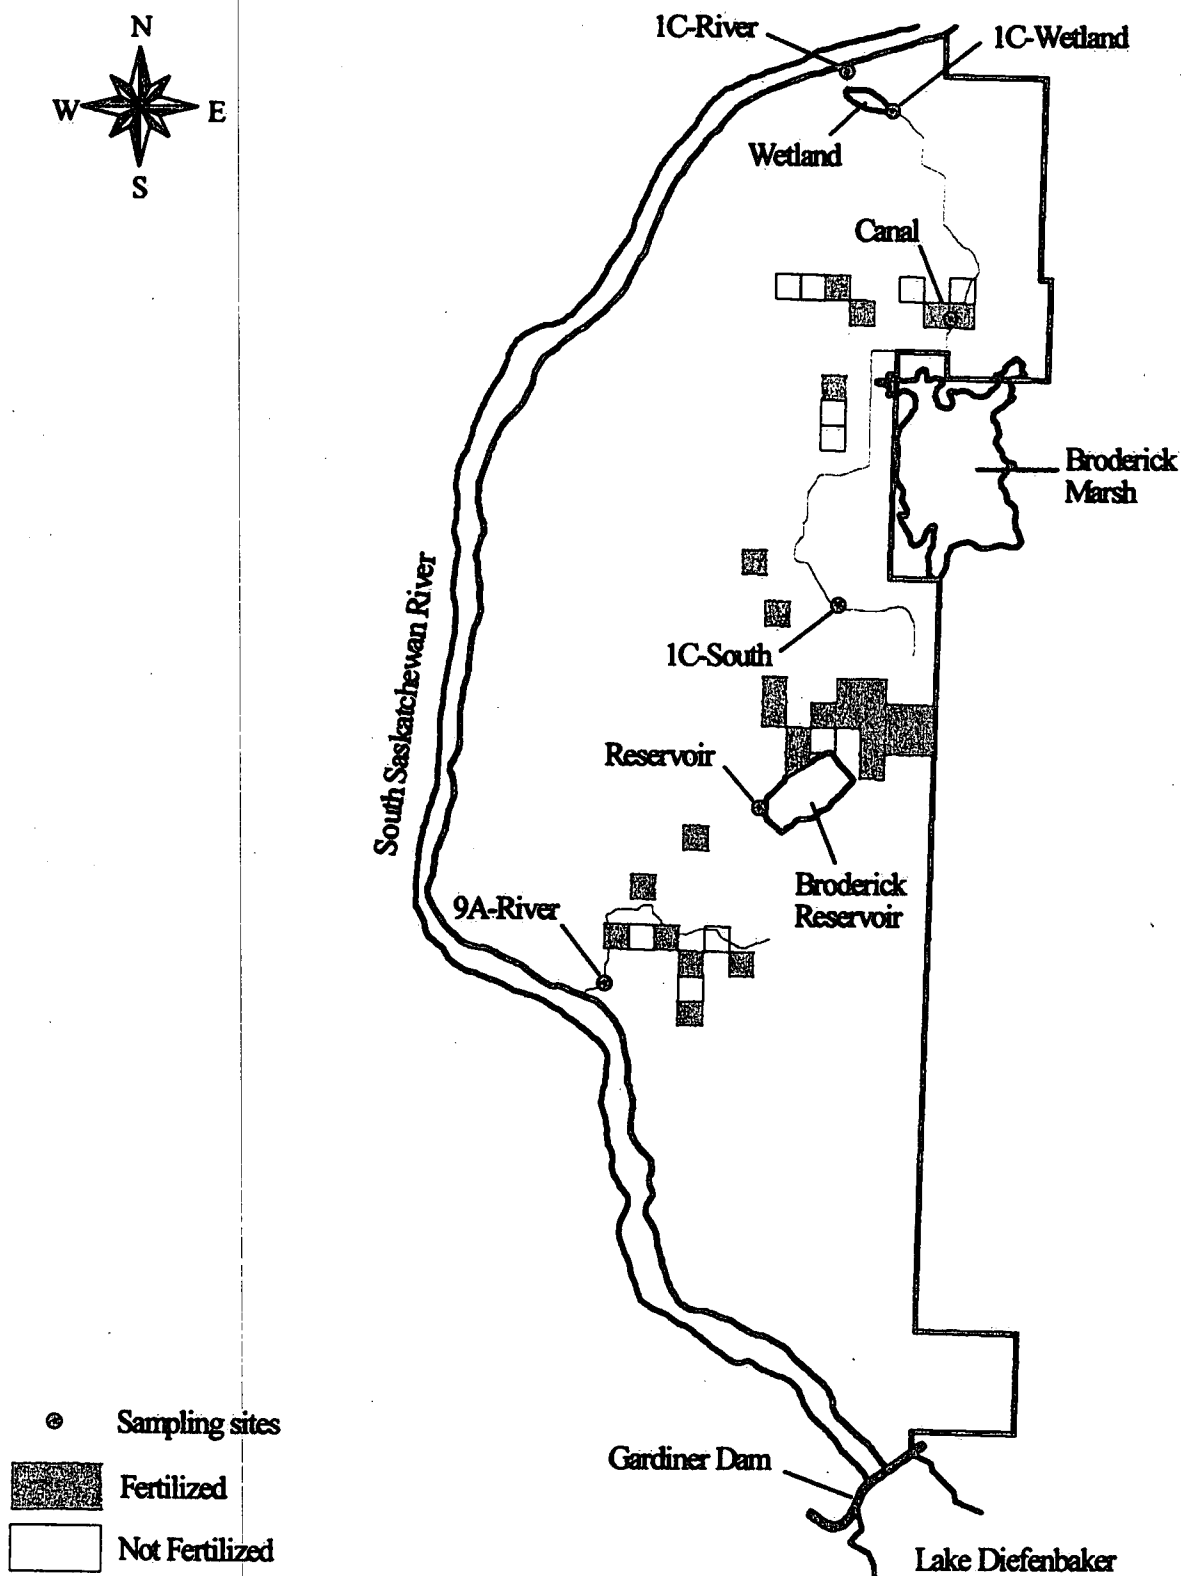 N
W
E
S
1C-River
1C-Wetland
Wetland
Canal
Broderick
Marsh
South Saskatchewan River
1C-South
Reservoir
Broderick
Reservoir
9A-River
Sampling sites
Fertilized
Not Fertilized
Gardiner Dam
Lake Diefenbaker